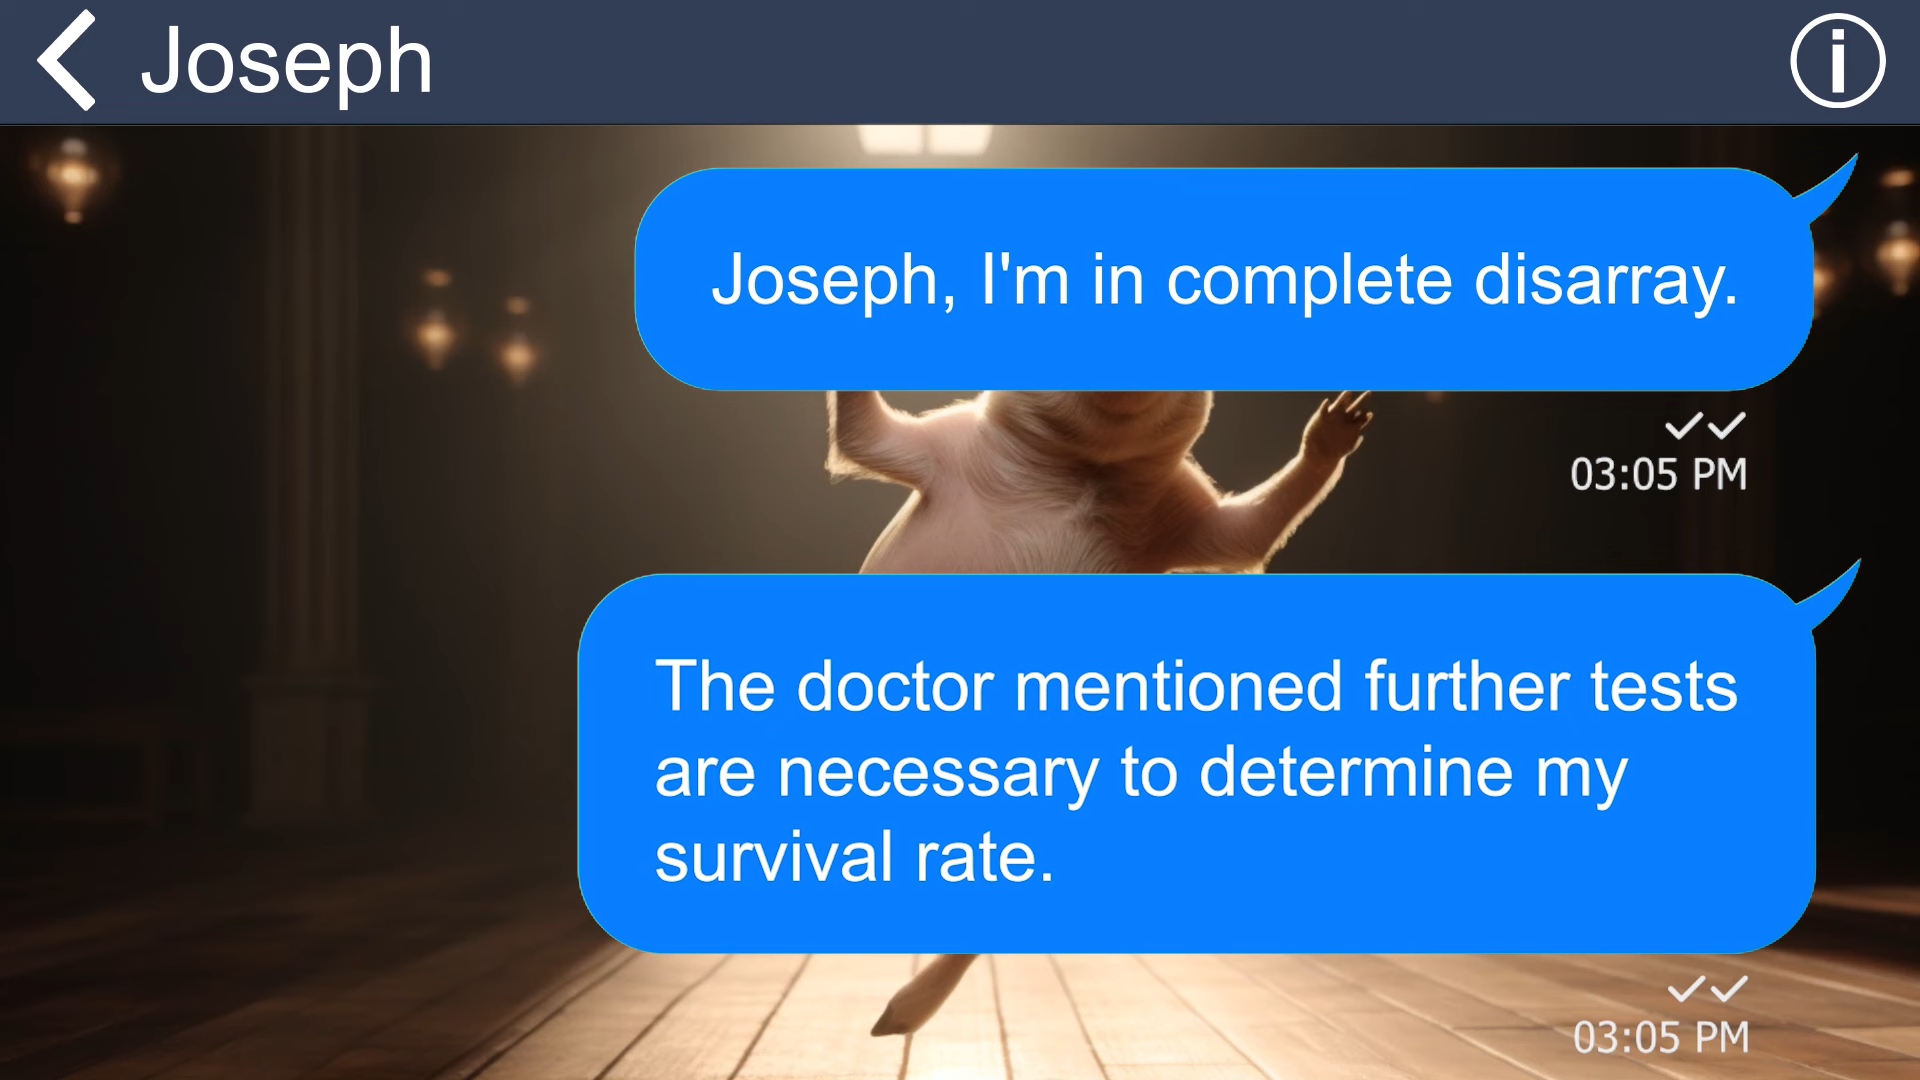 Joseph
Joseph, I'm in complete disarray.
03:05 PM
The doctor mentioned further tests
are necessary to determine my
survival rate.
03:05 PM